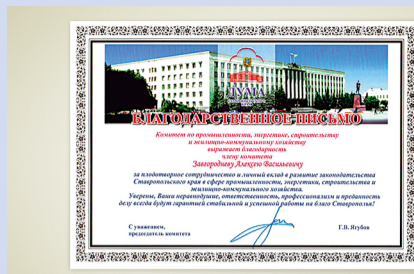 ДУМА
БЛАГОДАРСТВЕННОЕ ПИСЬМО
Комитет по промышленности, энергетике, строительству
и жилищно-коммунальному хозяйству
выражает благодарность
члену комитета
Завгородневу Алексею Васильевичу
за плодотворное сотрудничество и личный вклад в развитие законодательства
Ставропольского края в сфере промышленности, энергетики, строительства и
жилищно-коммунального хозяйства.
Уверены, Ваши неравнодушие, ответственность, профессионализм и преданность
делу всегда будут гарантией стабильной и успешной работы на благо Ставрополья!
С уважением,
председатель комитета
Г.В. Ягубов